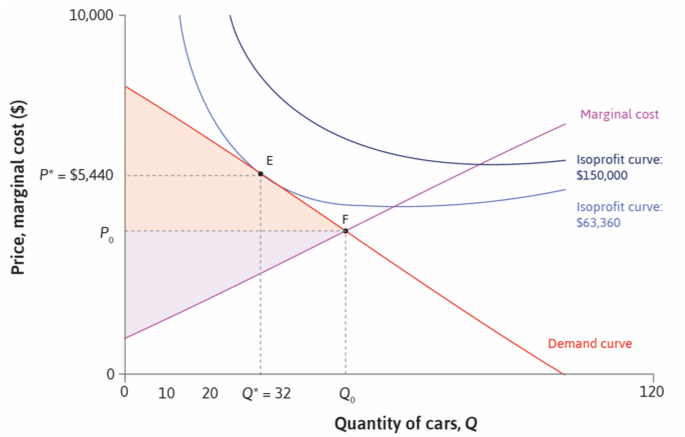 10,000
Price, marginal cost ($)
Marginal cost
E
Isoprofit curve:
$150,000
P* = $5,440
Isoprofit curve:
$63,360
F
P₀
Demand curve
0
0 10 20 Q* = 32 Q₀ 120
Quantity of cars, Q